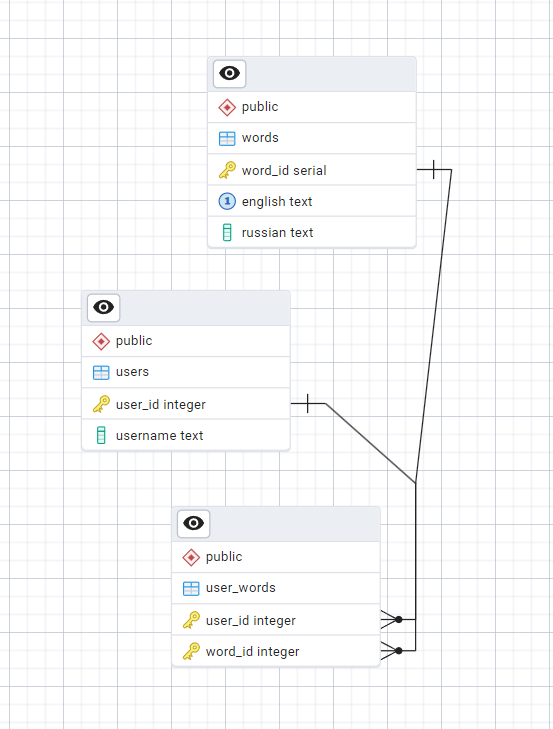 public
words
word_id serial
1 english text
russian text
public
users
user_id integer
username text
public
user_words
user_id integer
word_id integer